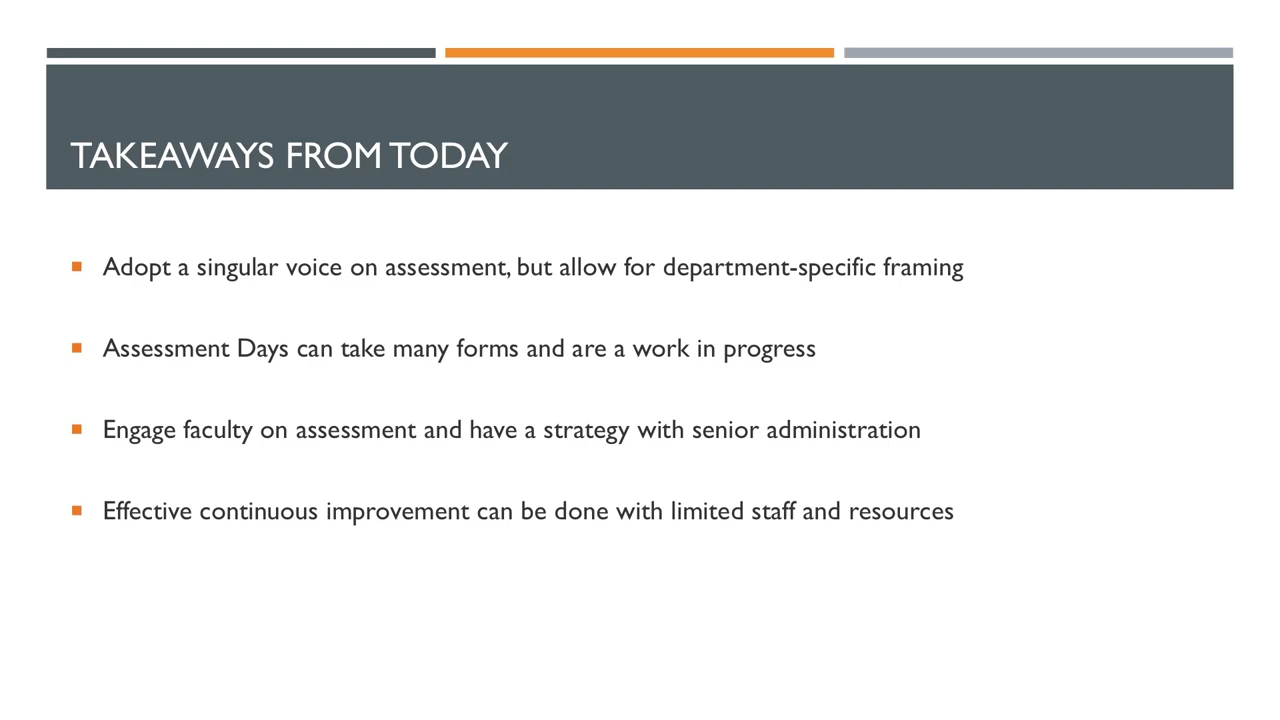 TAKEAWAYS FROM TODAY
Adopt a singular voice on assessment, but allow for department-specific framing
Assessment Days can take many forms and are a work in progress
Engage faculty on assessment and have a strategy with senior administration
Effective continuous improvement can be done with limited staff and resources